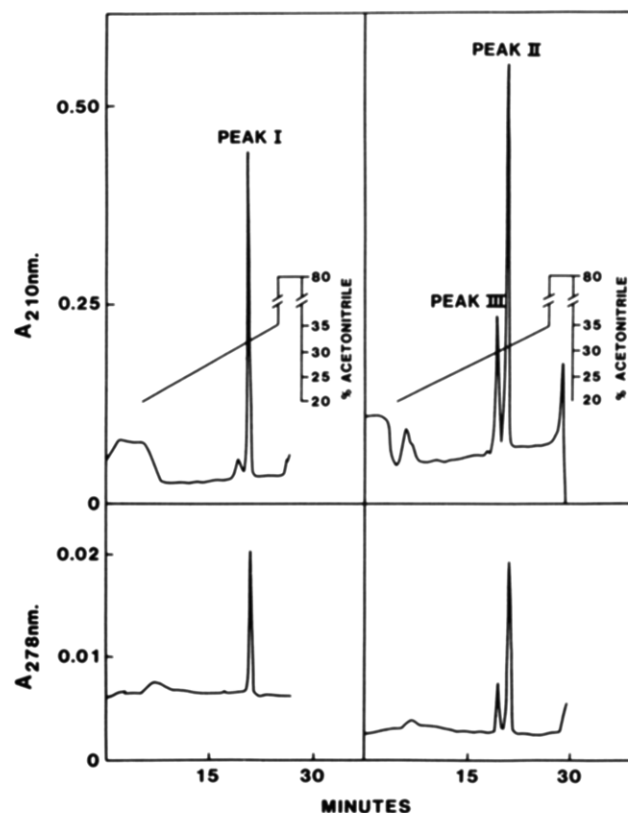 PEAK II
0.50
PEAK I
A210nm.
0.25
80
35
30
25
20
% ACETONITRILE
PEAK III
80
35
30
25
20
% ACETONITRILE
0
A278nm.
0.02
0.01
0
15
30
15
30
MINUTES